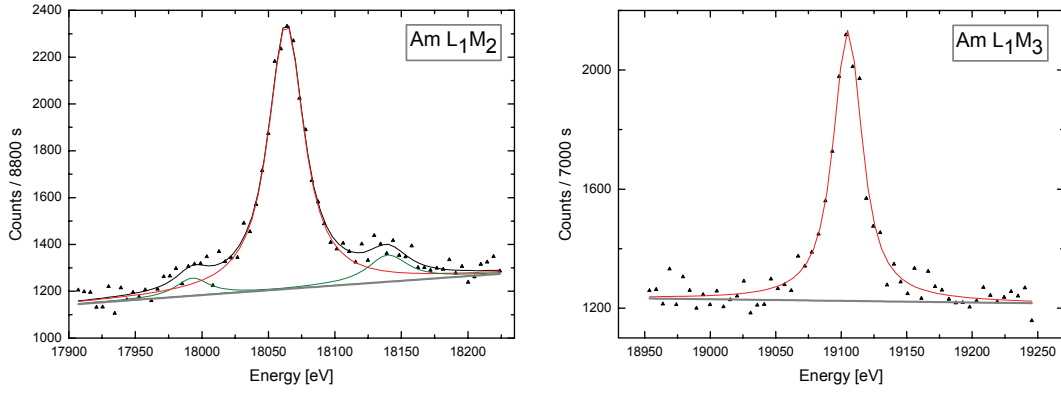 Am L1M2
Counts / 8800 s
2400
2200
2000
1800
1600
1400
1200
1000
17900 17950 18000 18050 18100 18150 18200
Energy [eV]
Am L1M3
Counts / 7000 s
2000
1600
1200
18950 19000 19050 19100 19150 19200 19250
Energy [eV]